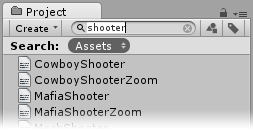 Project
Create shooter
Search: Assets
CowboyShooter
CowboyShooterZoom
MafiaShooter
MafiaShooterZoom